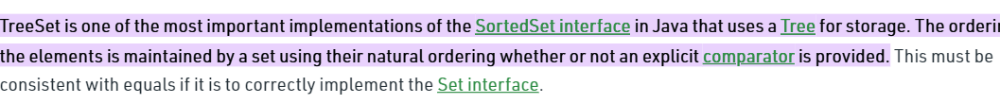 TreeSet is one of the most important implementations of the SortedSet interface in Java that uses a Tree for storage. The
the elements is maintained by a set using their natural ordering whether or not an explicit comparator is provided. This must be
consistent with equals if it is to correctly implement the Set interface.